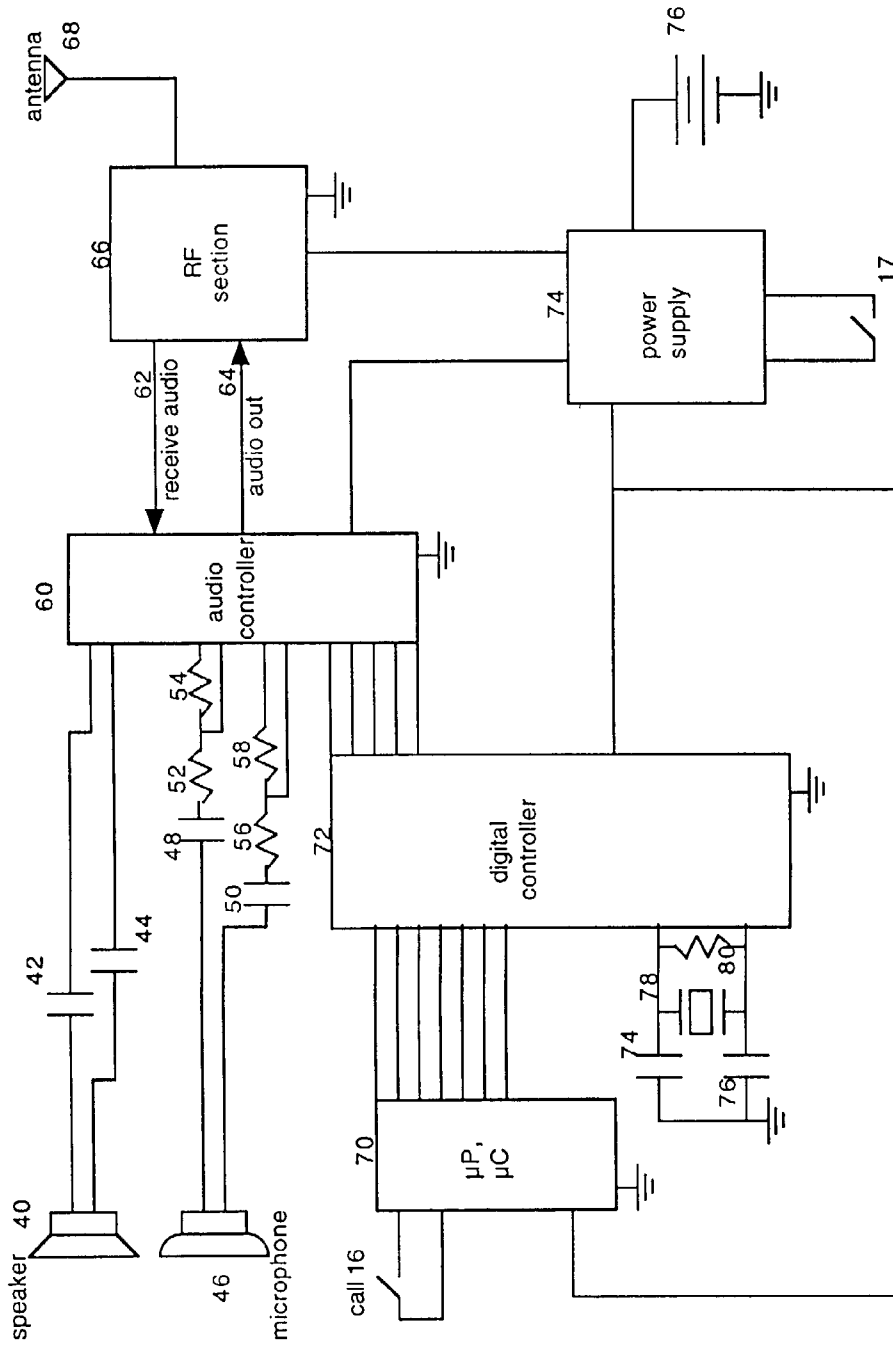 speaker 40
42
44
46
microphone
48
50
52
54
56
58
60
audio
controller
62
receive audio
64
audio out
66
RF
section
antenna
68
call 16
70
µP,
µC
72
digital
controller
74
76
78
80
74
power
supply
76
17